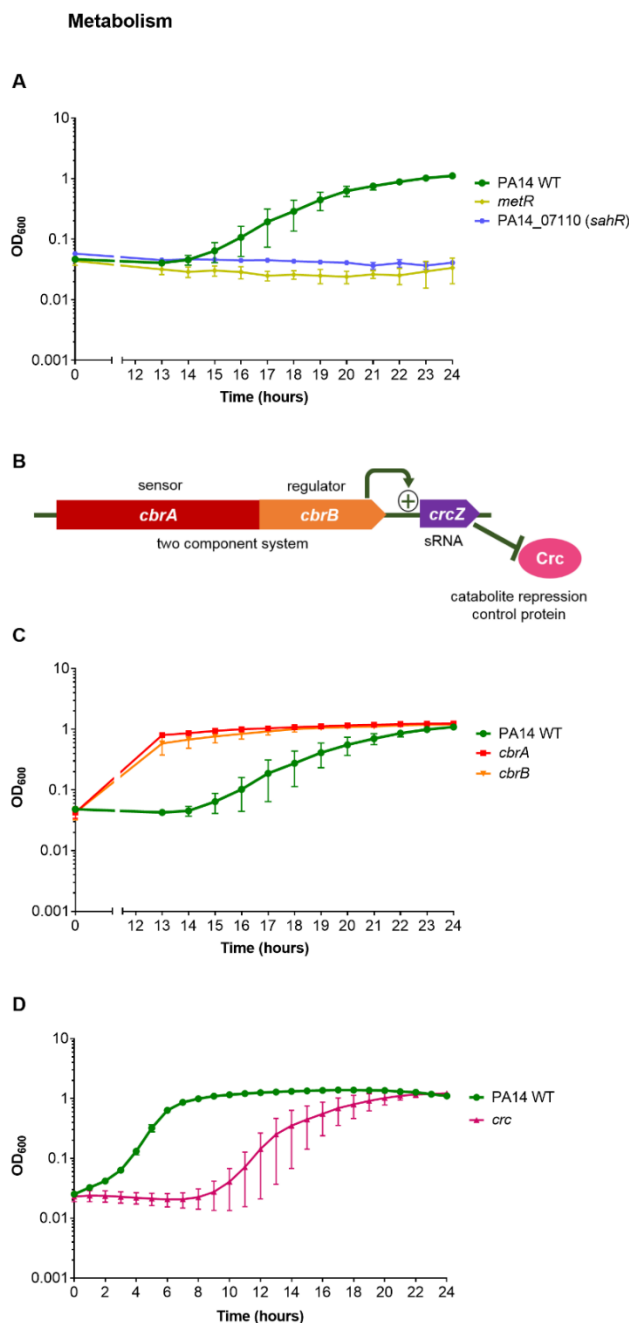 Metabolism
A
OD600
10
1
0.1
0.01
0.001
0 12 13 14 15 16 17 18 19 20 21 22 23 24
Time (hours)
PA14 WT
metR
PA14_07110 (sahR)
B
sensor regulator
cbrA cbrB + crcZ
two component system sRNA
Crc
catabolite repression
control protein
C
OD600
10
1
0.1
0.01
0.001
0 12 13 14 15 16 17 18 19 20 21 22 23 24
Time (hours)
PA14 WT
cbrA
cbrB
D
OD600
10
1
0.1
0.01
0.001
0 2 4 6 8 10 12 14 16 18 20 22 24
Time (hours)
PA14 WT
crc